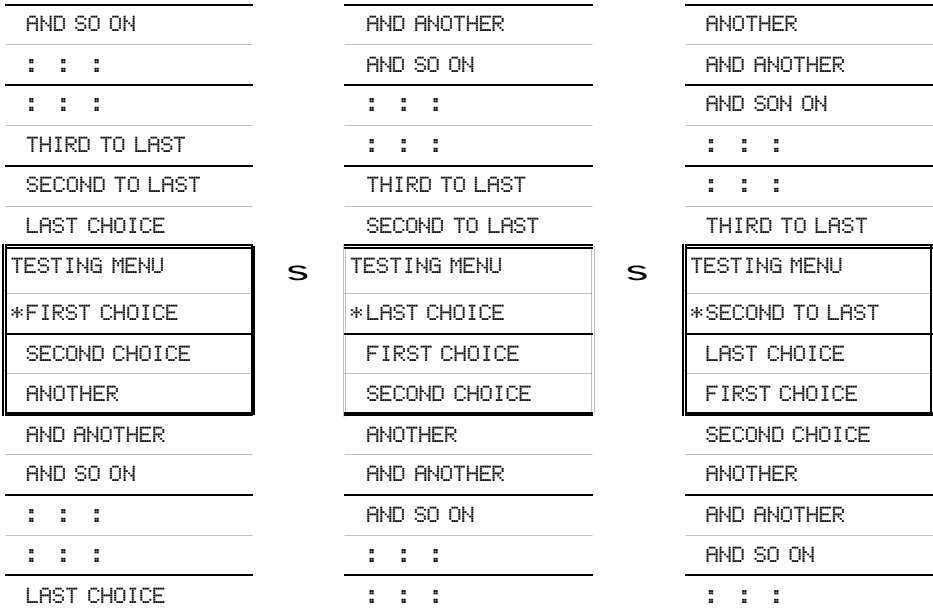 AND SO ON
: : :
: : :
THIRD TO LAST
SECOND TO LAST
LAST CHOICE
TESTING MENU
*FIRST CHOICE
SECOND CHOICE
ANOTHER
AND ANOTHER
AND SO ON
: : :
: : :
LAST CHOICE
S
AND ANOTHER
AND SO ON
: : :
: : :
THIRD TO LAST
SECOND TO LAST
TESTING MENU
*LAST CHOICE
FIRST CHOICE
SECOND CHOICE
ANOTHER
AND ANOTHER
AND SO ON
: : :
: : :
S
ANOTHER
AND ANOTHER
AND SON ON
: : :
: : :
THIRD TO LAST
TESTING MENU
*SECOND TO LAST
LAST CHOICE
FIRST CHOICE
SECOND CHOICE
ANOTHER
AND ANOTHER
AND SO ON
: : :